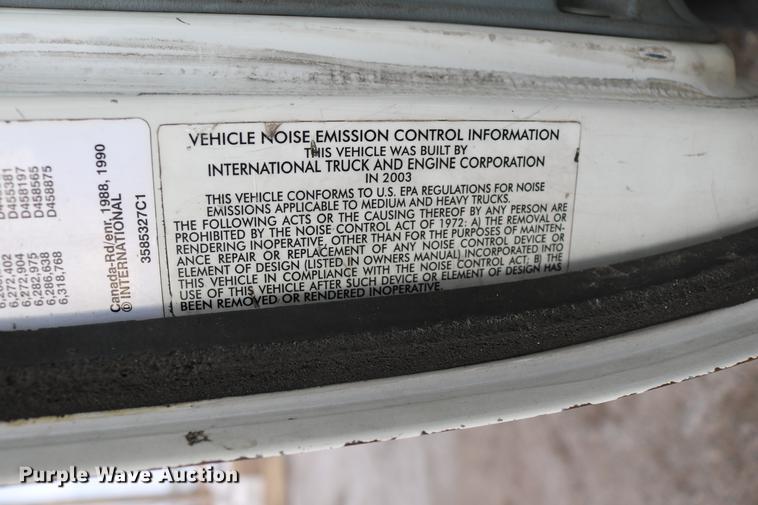 VEHICLE NOISE EMISSION CONTROL INFORMATION
THIS VEHICLE WAS BUILT BY
INTERNATIONAL TRUCK AND ENGINE CORPORATION
IN 2003
THIS VEHICLE CONFORMS TO U.S. EPA REGULATIONS FOR NOISE
EMISSIONS APPLICABLE TO MEDIUM AND HEAVY TRUCKS.
THE FOLLOWING ACTS OR THE CAUSING THEREOF BY ANY PERSON ARE
PROHIBITED BY THE NOISE CONTROL ACT OF 1972: A) THE REMOVAL OR
RENDERING INOPERATIVE, OTHER THAN FOR THE PURPOSES OF MAINTEN-
ANCE REPAIR OR REPLACEMENT OF ANY NOISE CONTROL DEVICE OR
ELEMENT OF DESIGN (LISTED IN OWNERS MANUAL) INCORPORATED INTO
THIS VEHICLE IN COMPLIANCE WITH THE NOISE CONTROL ACT; B) THE
USE OF THIS VEHICLE AFTER SUCH DEVICE OR ELEMENT OF DESIGN HAS
BEEN REMOVED OR RENDERED INOPERATIVE.
6,272,402 D455381
6,272,904 D458197
6,282,975 D458565
6,286,638 D458875
6,318,768
Canada-Rd/enr, 1988, 1990
© INTERNATIONAL
3585327C1
Purple Wave Auction